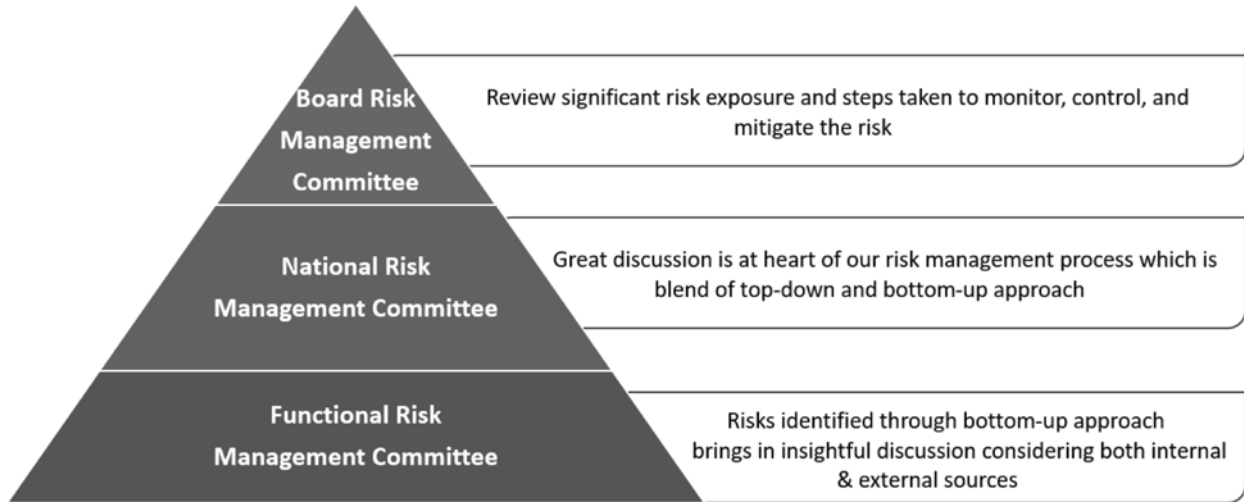 Board Risk
Management
Committee
Review significant risk exposure and steps taken to monitor, control, and
mitigate the risk
National Risk
Management Committee
Great discussion is at heart of our risk management process which is
blend of top-down and bottom-up approach
Functional Risk
Management Committee
Risks identified through bottom-up approach
brings in insightful discussion considering both internal
& external sources